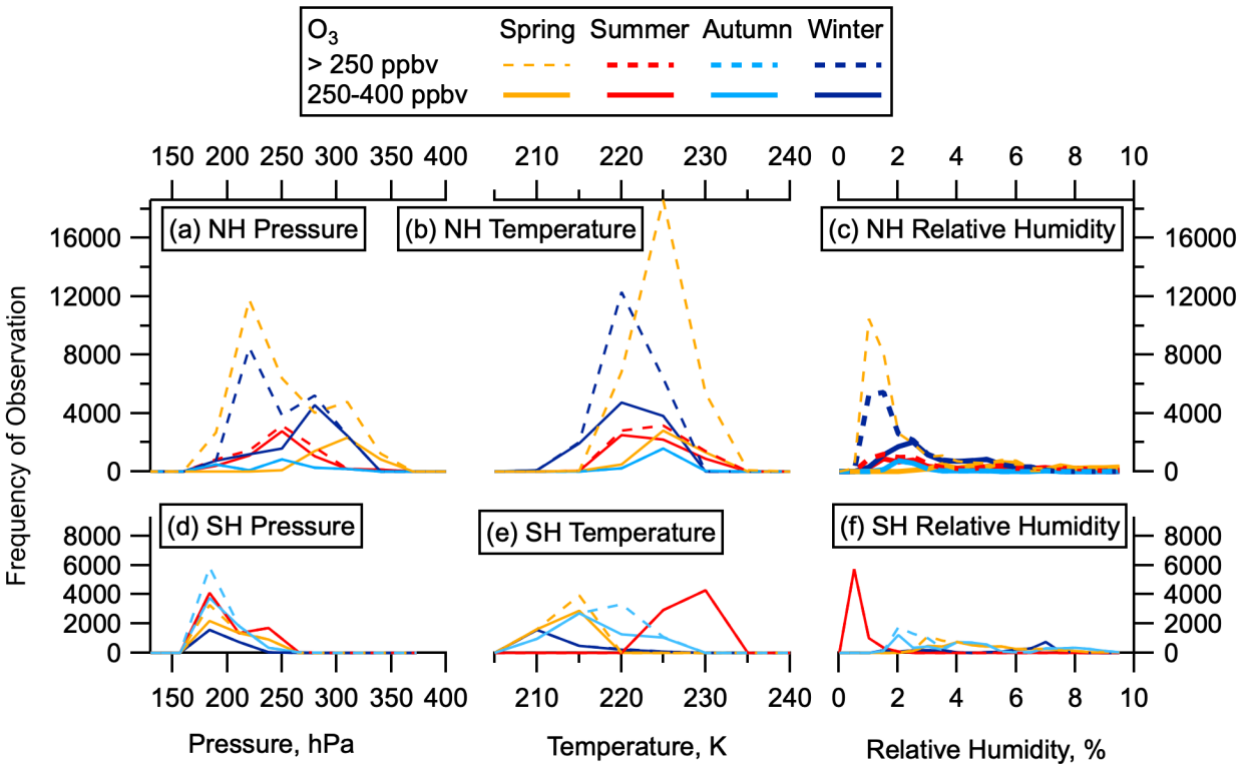 O3 Spring Summer Autumn Winter
> 250 ppbv
250-400 ppbv
150 200 250 300 350 400 210 220 230 240 0 2 4 6 8 10
(a) NH Pressure (b) NH Temperature (c) NH Relative Humidity
16000 16000
12000 12000
8000 8000
4000 4000
0 0
(d) SH Pressure (e) SH Temperature (f) SH Relative Humidity
8000 8000
6000 6000
4000 4000
2000 2000
0 0
150 200 250 300 350 400 210 220 230 240 0 2 4 6 8 10
Pressure, hPa Temperature, K Relative Humidity, %
Frequency of Observation